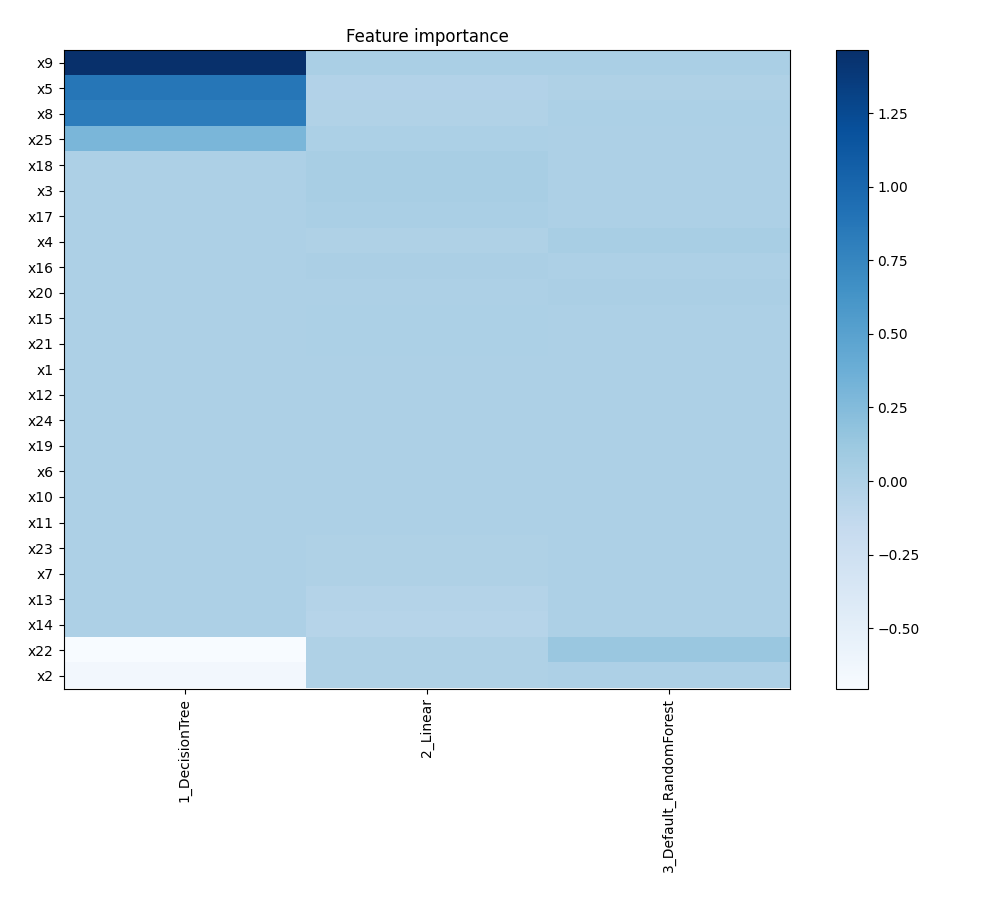 Feature importance
x9
x5
x8
x25
x18
x3
x17
x4
x16
x20
x15
x21
x1
x12
x24
x19
x6
x10
x11
x23
x7
x13
x14
x22
x2
1_DecisionTree
2_Linear
3_Default_RandomForest
1.25
1.00
0.75
0.50
0.25
0.00
−0.25
−0.50